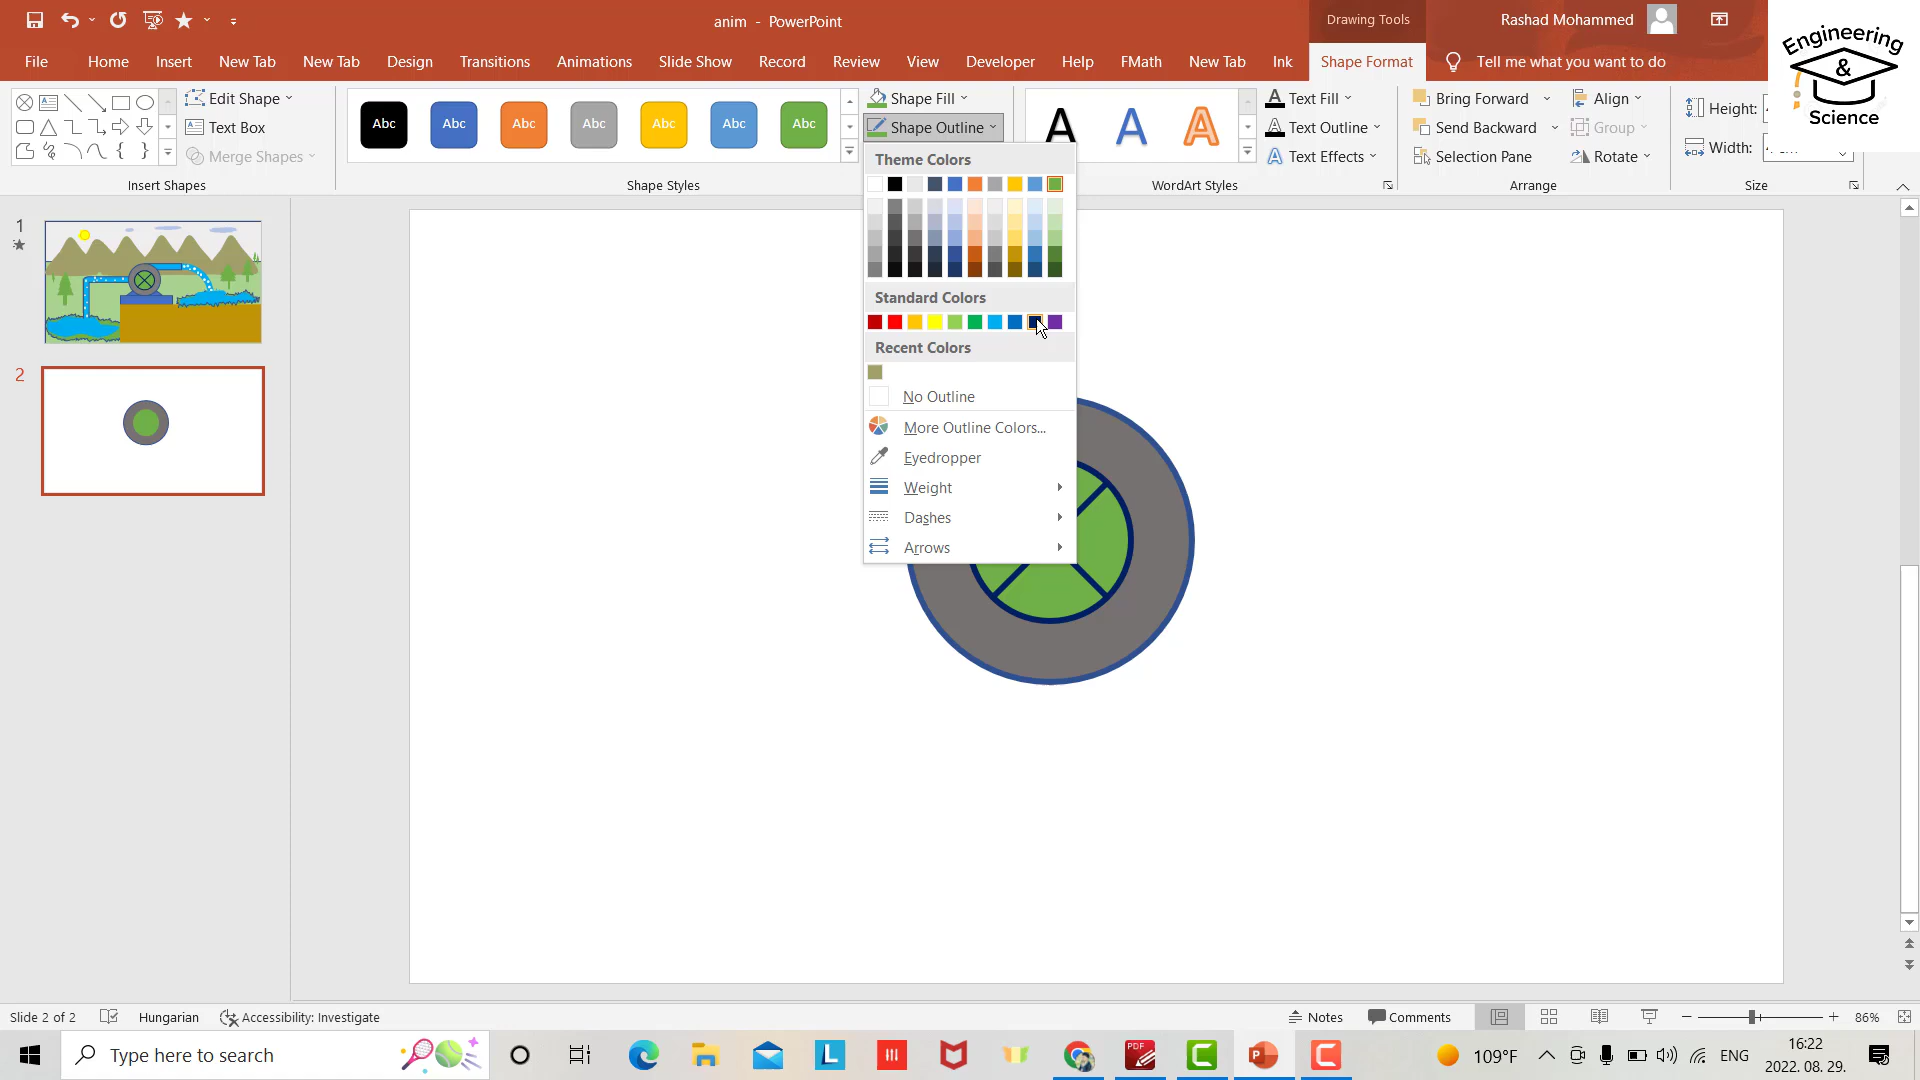 anim - PowerPoint
Drawing Tools
Rashad Mohammed
File Home Insert New Tab New Tab Design Transitions Animations Slide Show Record Review View Developer Help FMath New Tab Ink Shape Format Tell me what you want to do
Engineering
&
Science
Edit Shape
Text Box
Merge Shapes
Insert Shapes
Abc Abc Abc Abc Abc Abc Abc
Shape Styles
Shape Fill
Shape Outline
Theme Colors
Standard Colors
Recent Colors
No Outline
More Outline Colors...
Eyedropper
Weight
Dashes
Arrows
A A A
WordArt Styles
Text Fill
Text Outline
Text Effects
Bring Forward
Send Backward
Selection Pane
Align
Group
Rotate
Arrange
Height:
Width:
Size
1
2
Slide 2 of 2
Hungarian
Accessibility: Investigate
Notes
Comments
86%
Type here to search
L
PDF
109°F
ENG
16:22
2022. 08. 29.